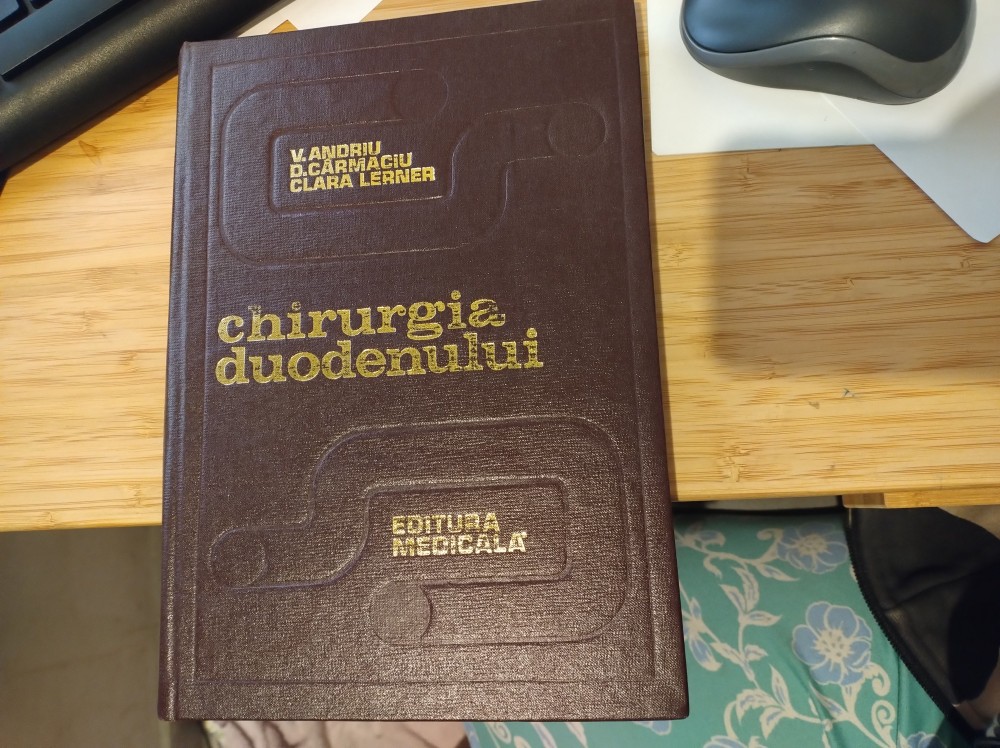 V. ANDRIU
D. CÂRMACIU
CLARA LERNER
chirurgia
duodenului
EDITURA
MEDICALĂ